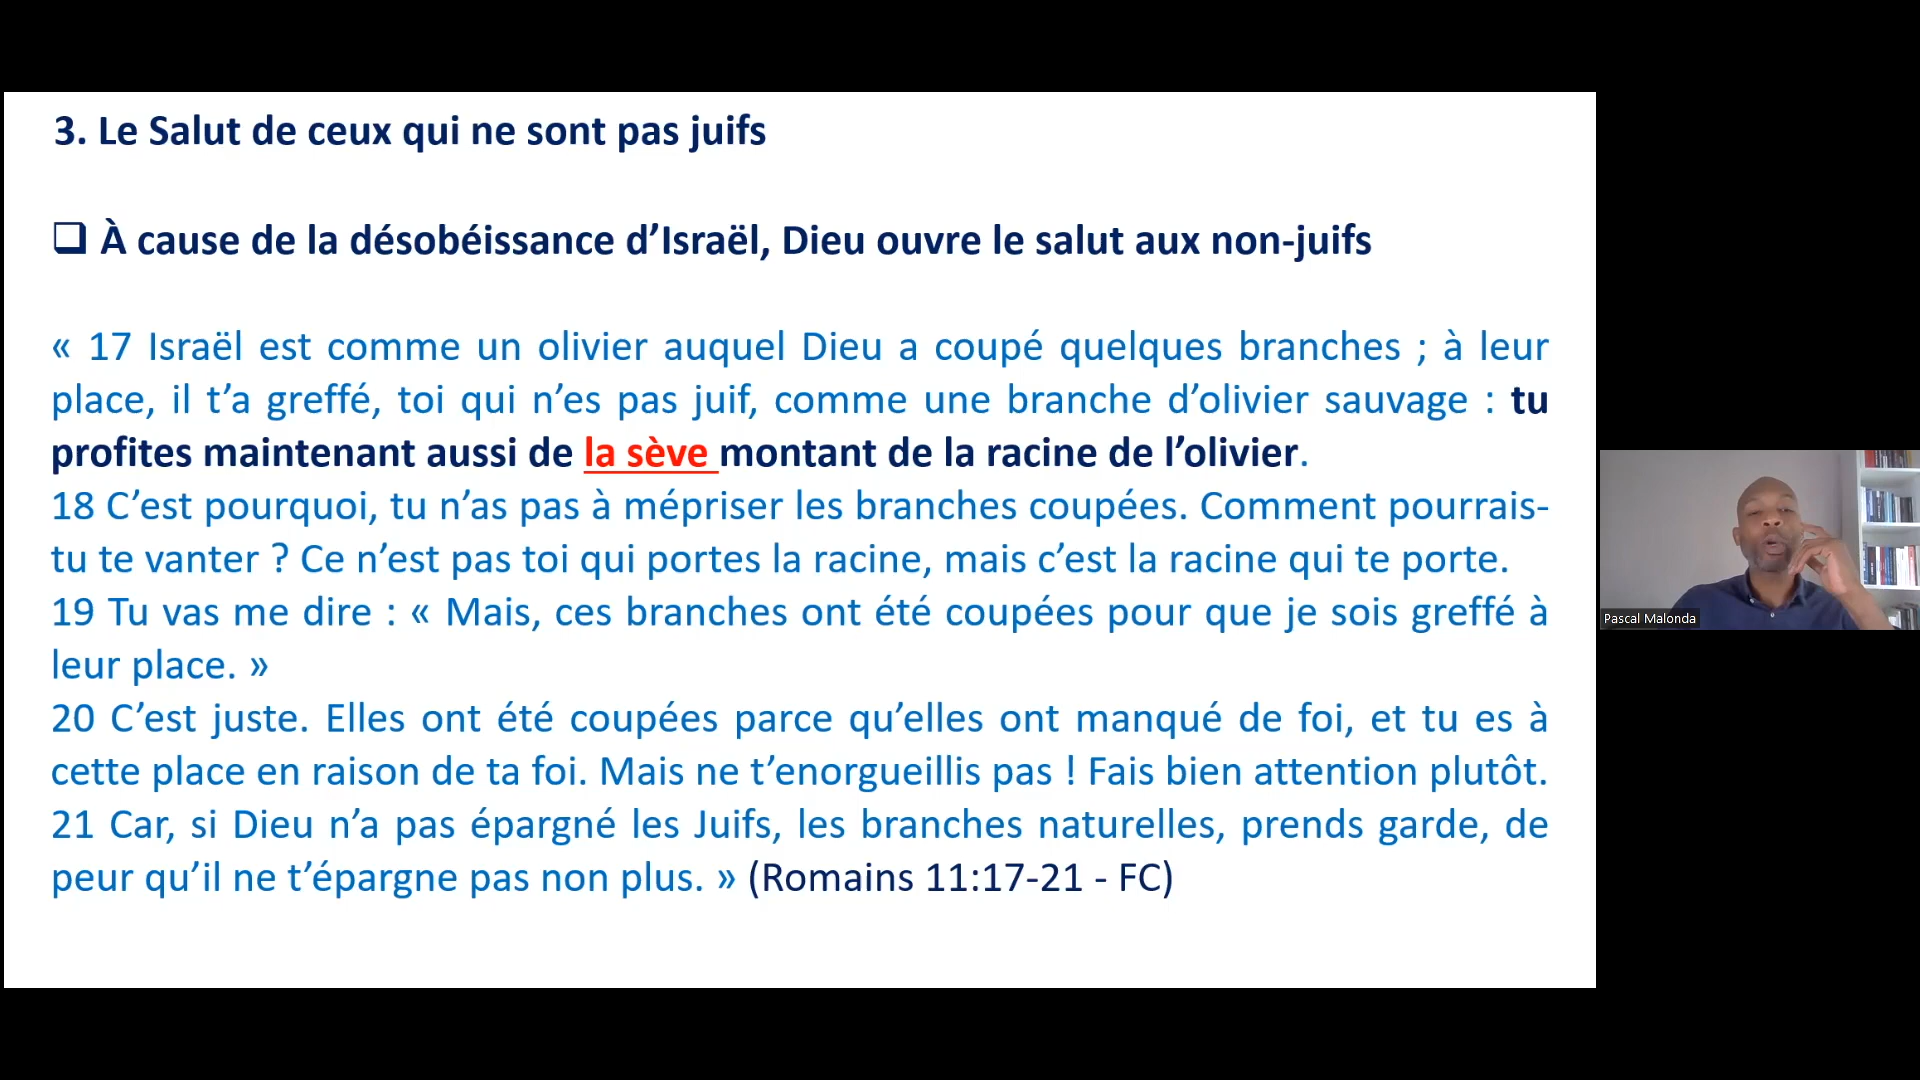 3. Le Salut de ceux qui ne sont pas juifs
À cause de la désobéissance d’Israël, Dieu ouvre le salut aux non-juifs
« 17 Israël est comme un olivier auquel Dieu a coupé quelques branches ; à leur
place, il t’a greffé, toi qui n’es pas juif, comme une branche d’olivier sauvage : tu
profites maintenant aussi de la sève montant de la racine de l’olivier.
18 C’est pourquoi, tu n’as pas à mépriser les branches coupées. Comment pourrais-
tu te vanter ? Ce n’est pas toi qui portes la racine, mais c’est la racine qui te porte.
19 Tu vas me dire : « Mais, ces branches ont été coupées pour que je sois greffé à
leur place. »
20 C’est juste. Elles ont été coupées parce qu’elles ont manqué de foi, et tu es à
cette place en raison de ta foi. Mais ne t’enorgueillis pas ! Fais bien attention plutôt.
21 Car, si Dieu n’a pas épargné les Juifs, les branches naturelles, prends garde, de
peur qu’il ne t’épargne pas non plus. » (Romains 11:17-21 - FC)
Pascal Malonda